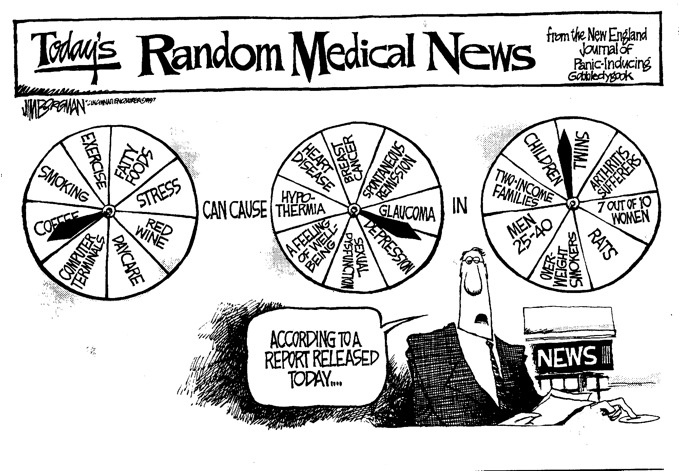 Today's Random Medical News
from the New England
Journal of
Panic-Inducing
Gobbledygook
JIM BORGMAN
EXERCISE
FATTY
FOODS
STRESS
RED
WINE
DAYCARE
COMPUTER
TERMINALS
COFFEE
SMOKING
CAN CAUSE
HEART
DISEASE
BREAST
CANCER
SPONTANEOUS
REMISSION
GLAUCOMA
DEPRESSION
SEXUAL
DYSFUNCTION
A FEELING
OF WELL-
BEING
HYPO-
THERMIA
IN
CHILDREN
TWINS
ARTHRITIS
SUFFERERS
7 OUT OF 10
WOMEN
RATS
OVER-
WEIGHT
SMOKERS
MEN
25-40
TWO-INCOME
FAMILIES
ACCORDING TO A
REPORT RELEASED
TODAY....
NEWS